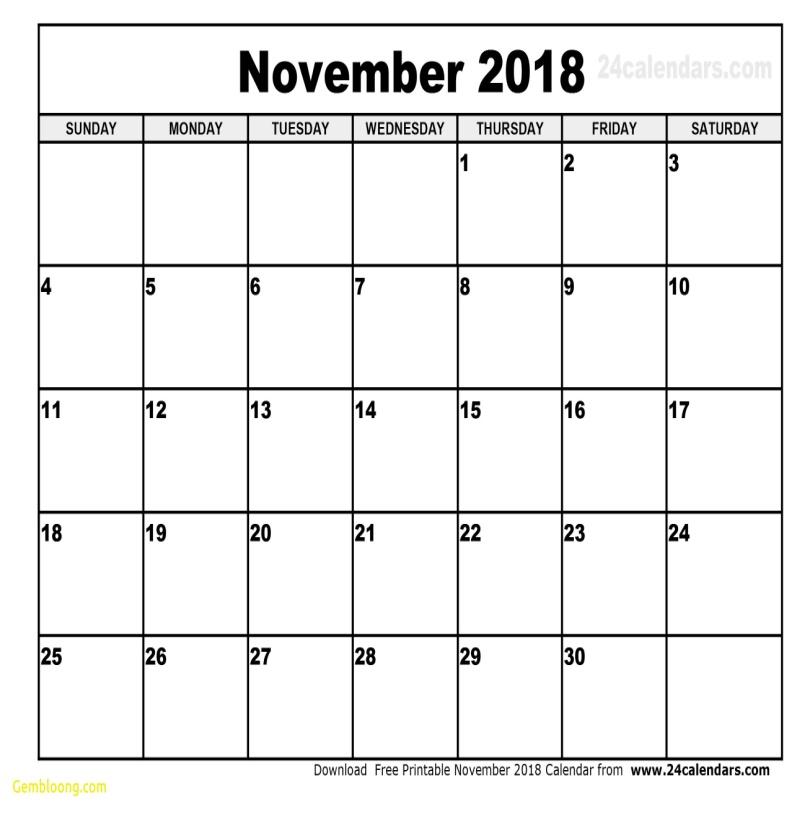 November 2018 24calendars.com
SUNDAY MONDAY TUESDAY WEDNESDAY THURSDAY FRIDAY SATURDAY
1 2 3
4 5 6 7 8 9 10
11 12 13 14 15 16 17
18 19 20 21 22 23 24
25 26 27 28 29 30
Download Free Printable November 2018 Calendar from www.24calendars.com
Gembloong.com